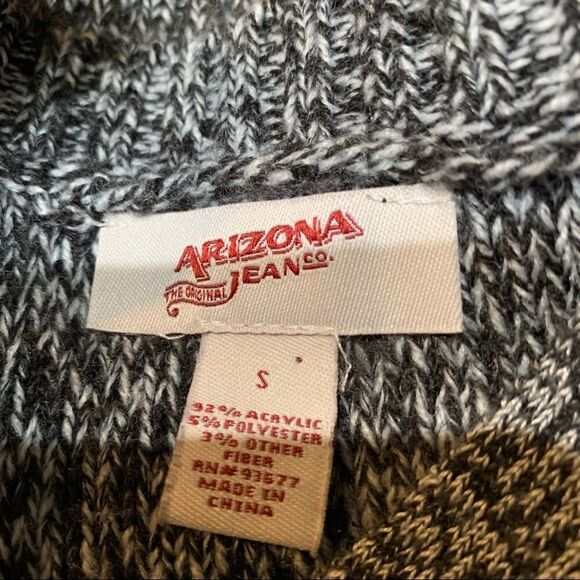 ARIZONA
THE ORIGINAL JEAN CO.
S
92% ACRYLIC
5% POLYESTER
3% OTHER
FIBER
RN# 93677
MADE IN
CHINA